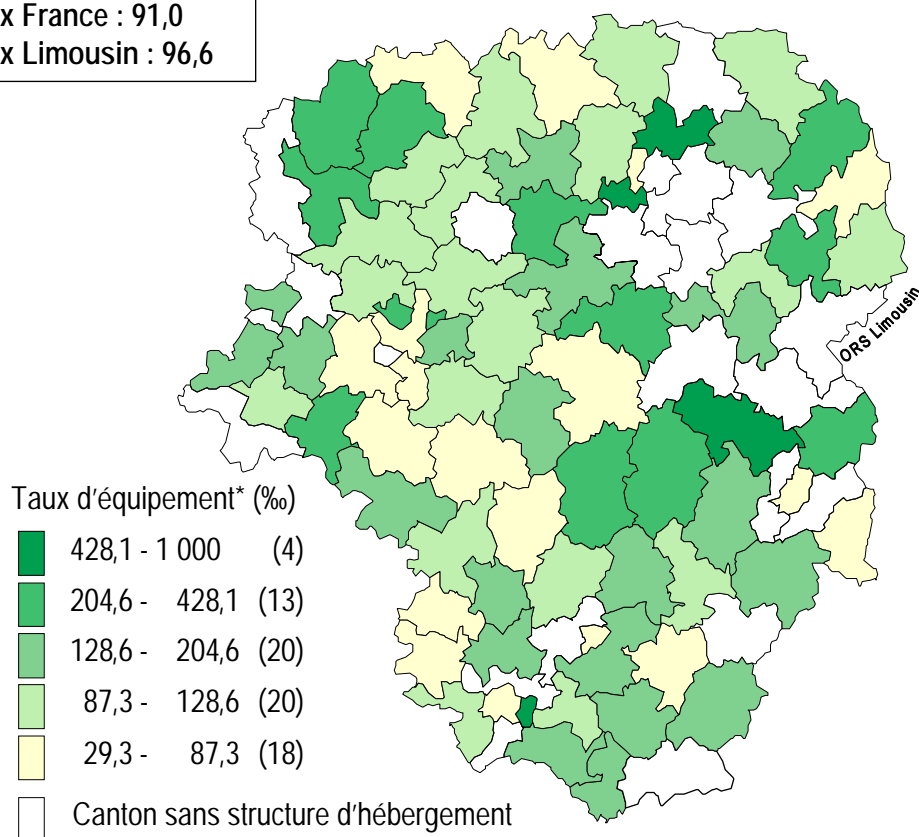 x France : 91,0
x Limousin : 96,6
ORS Limousin
Taux d'équipement* (‰)
428,1 - 1 000 (4)
204,6 - 428,1 (13)
128,6 - 204,6 (20)
87,3 - 128,6 (20)
29,3 - 87,3 (18)
Canton sans structure d'hébergement